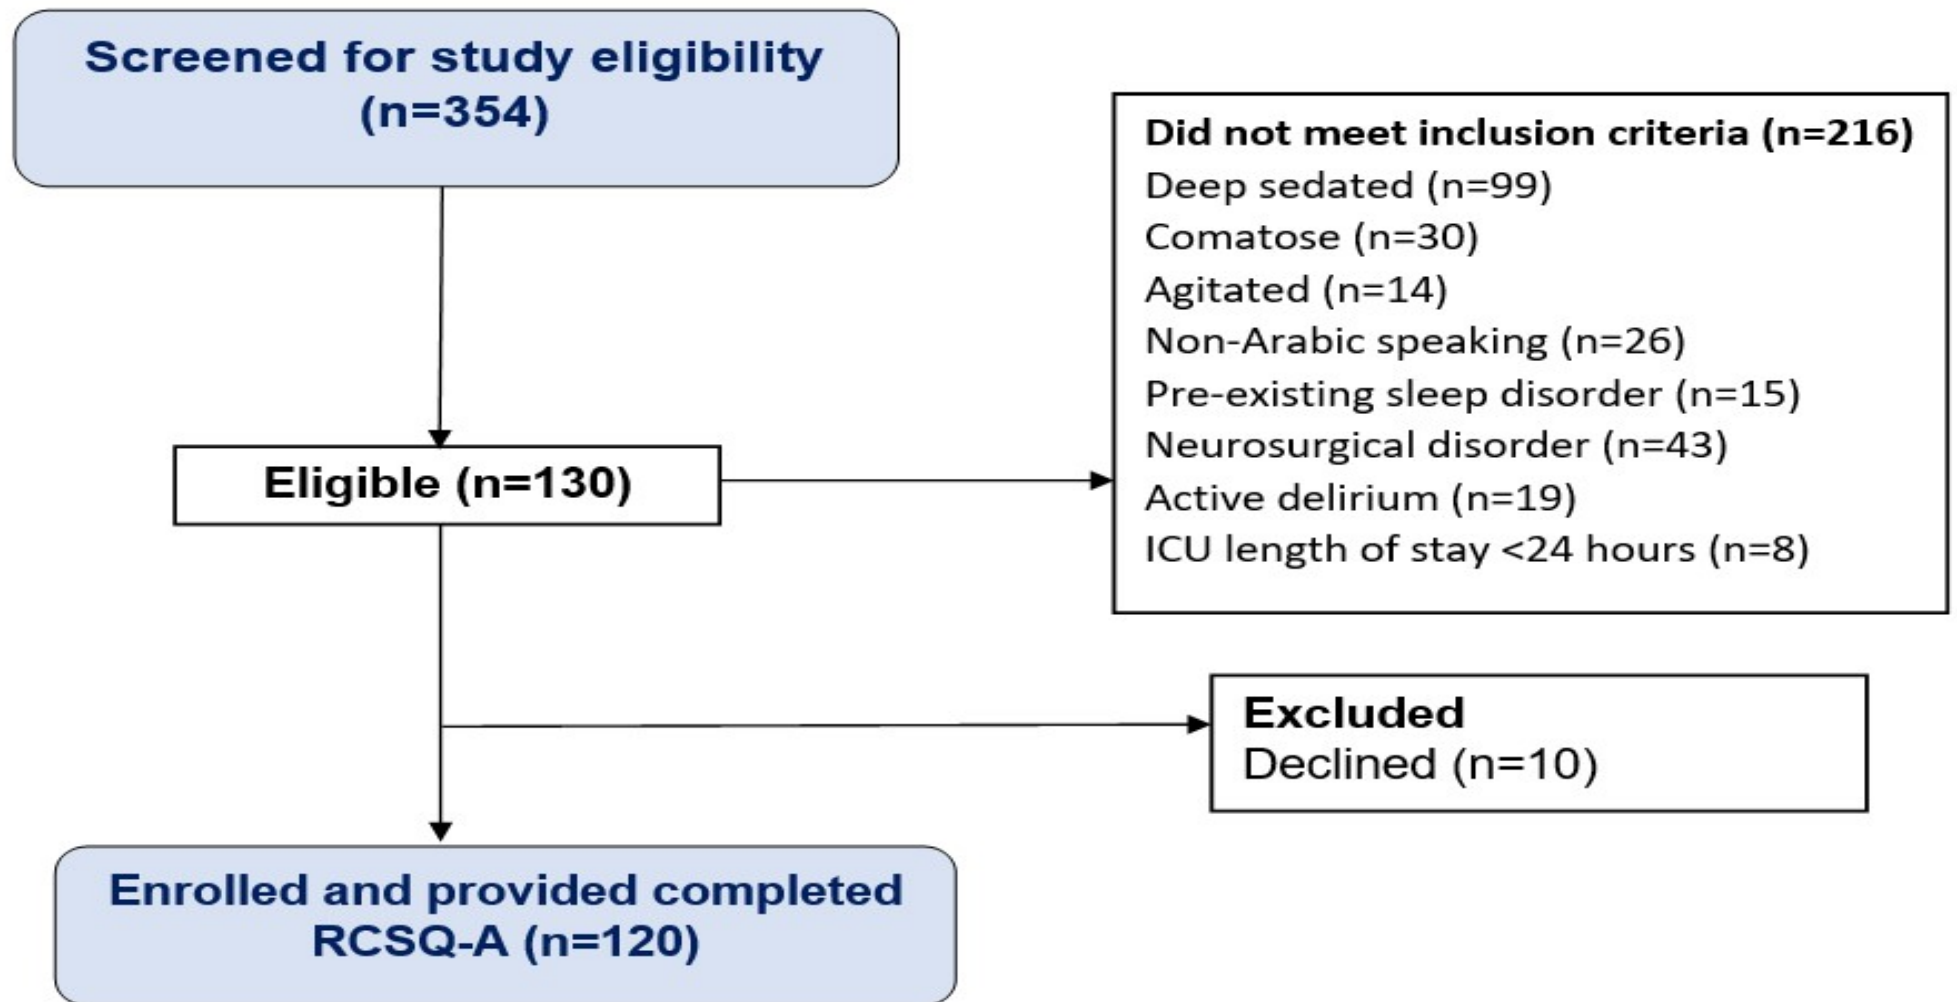 Screened for study eligibility
(n=354)
Did not meet inclusion criteria (n=216)
Deep sedated (n=99)
Comatose (n=30)
Agitated (n=14)
Non-Arabic speaking (n=26)
Pre-existing sleep disorder (n=15)
Neurosurgical disorder (n=43)
Active delirium (n=19)
ICU length of stay <24 hours (n=8)
Eligible (n=130)
Excluded
Declined (n=10)
Enrolled and provided completed
RCSQ-A (n=120)